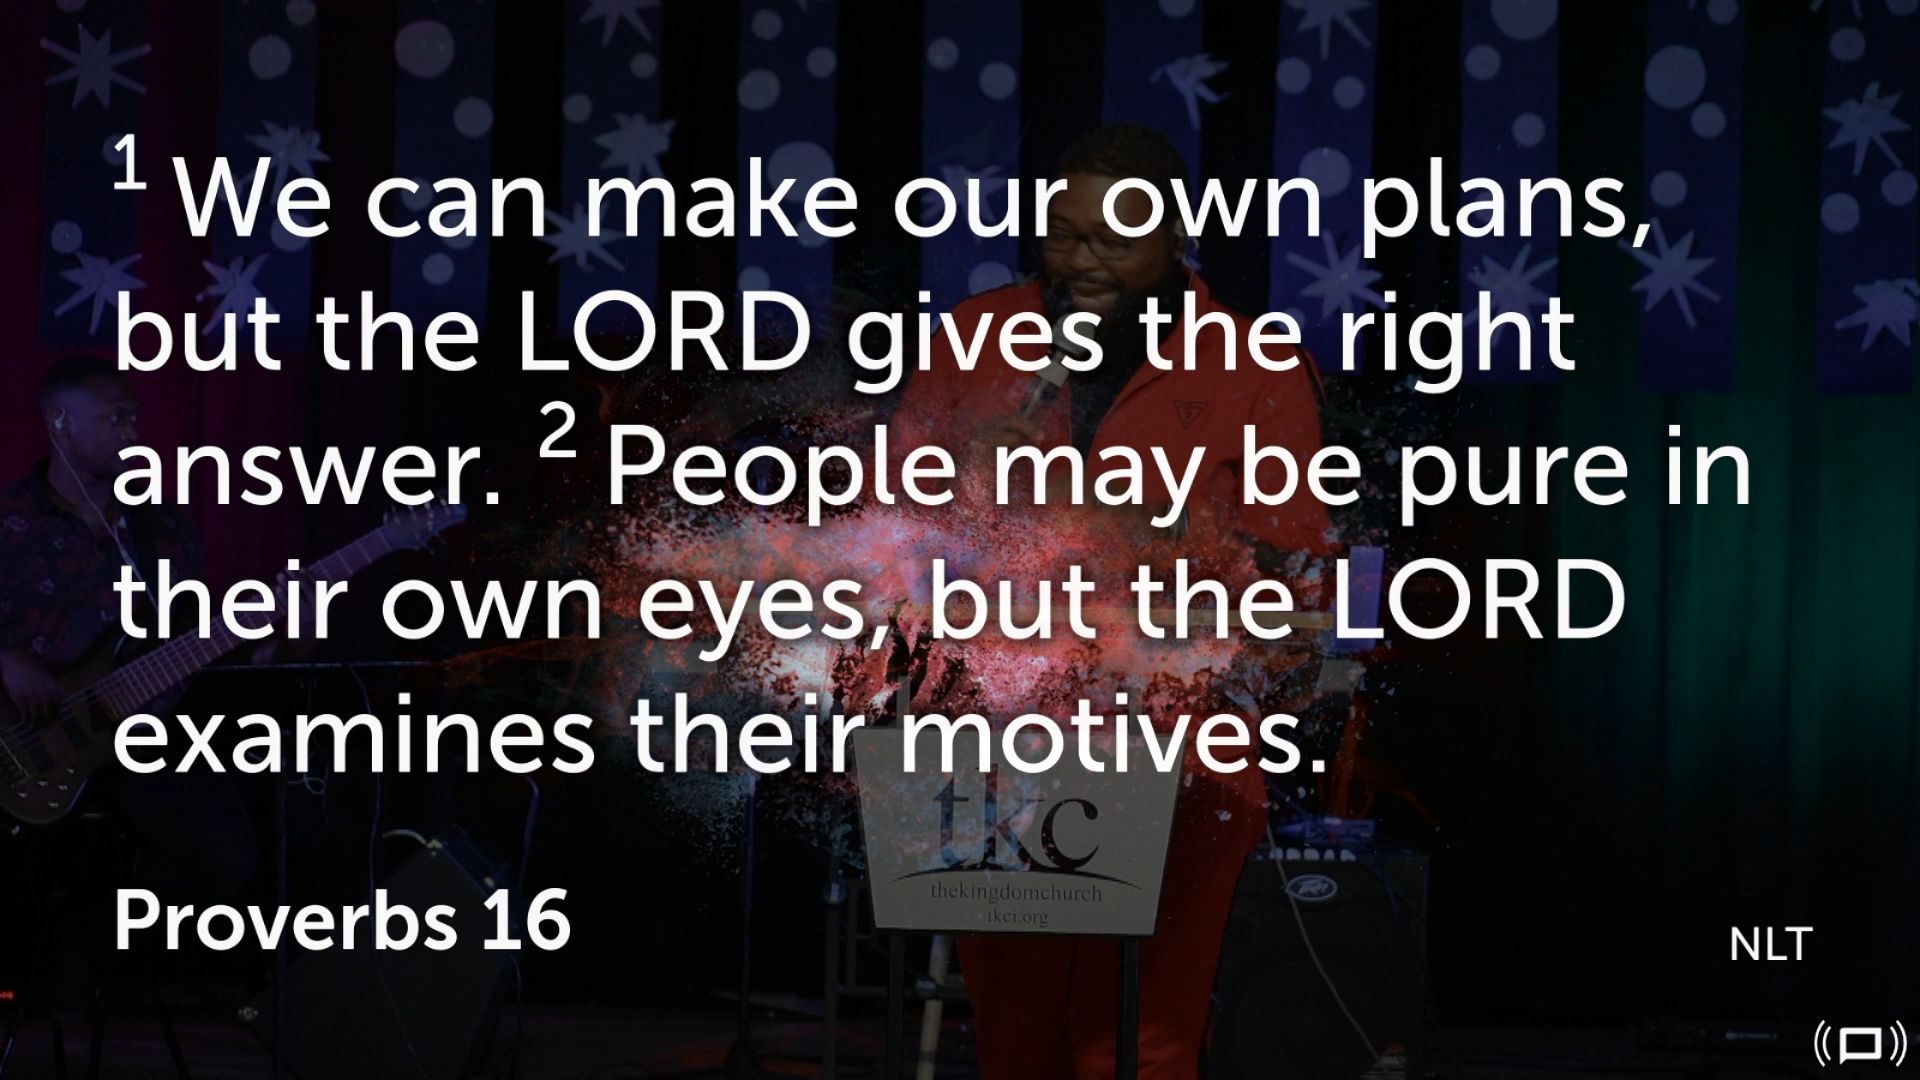 1 We can make our own plans,
but the LORD gives the right
answer. 2 People may be pure in
their own eyes, but the LORD
examines their motives.
tkc
thekingdomchurch
tkci.org
Proverbs 16
NLT